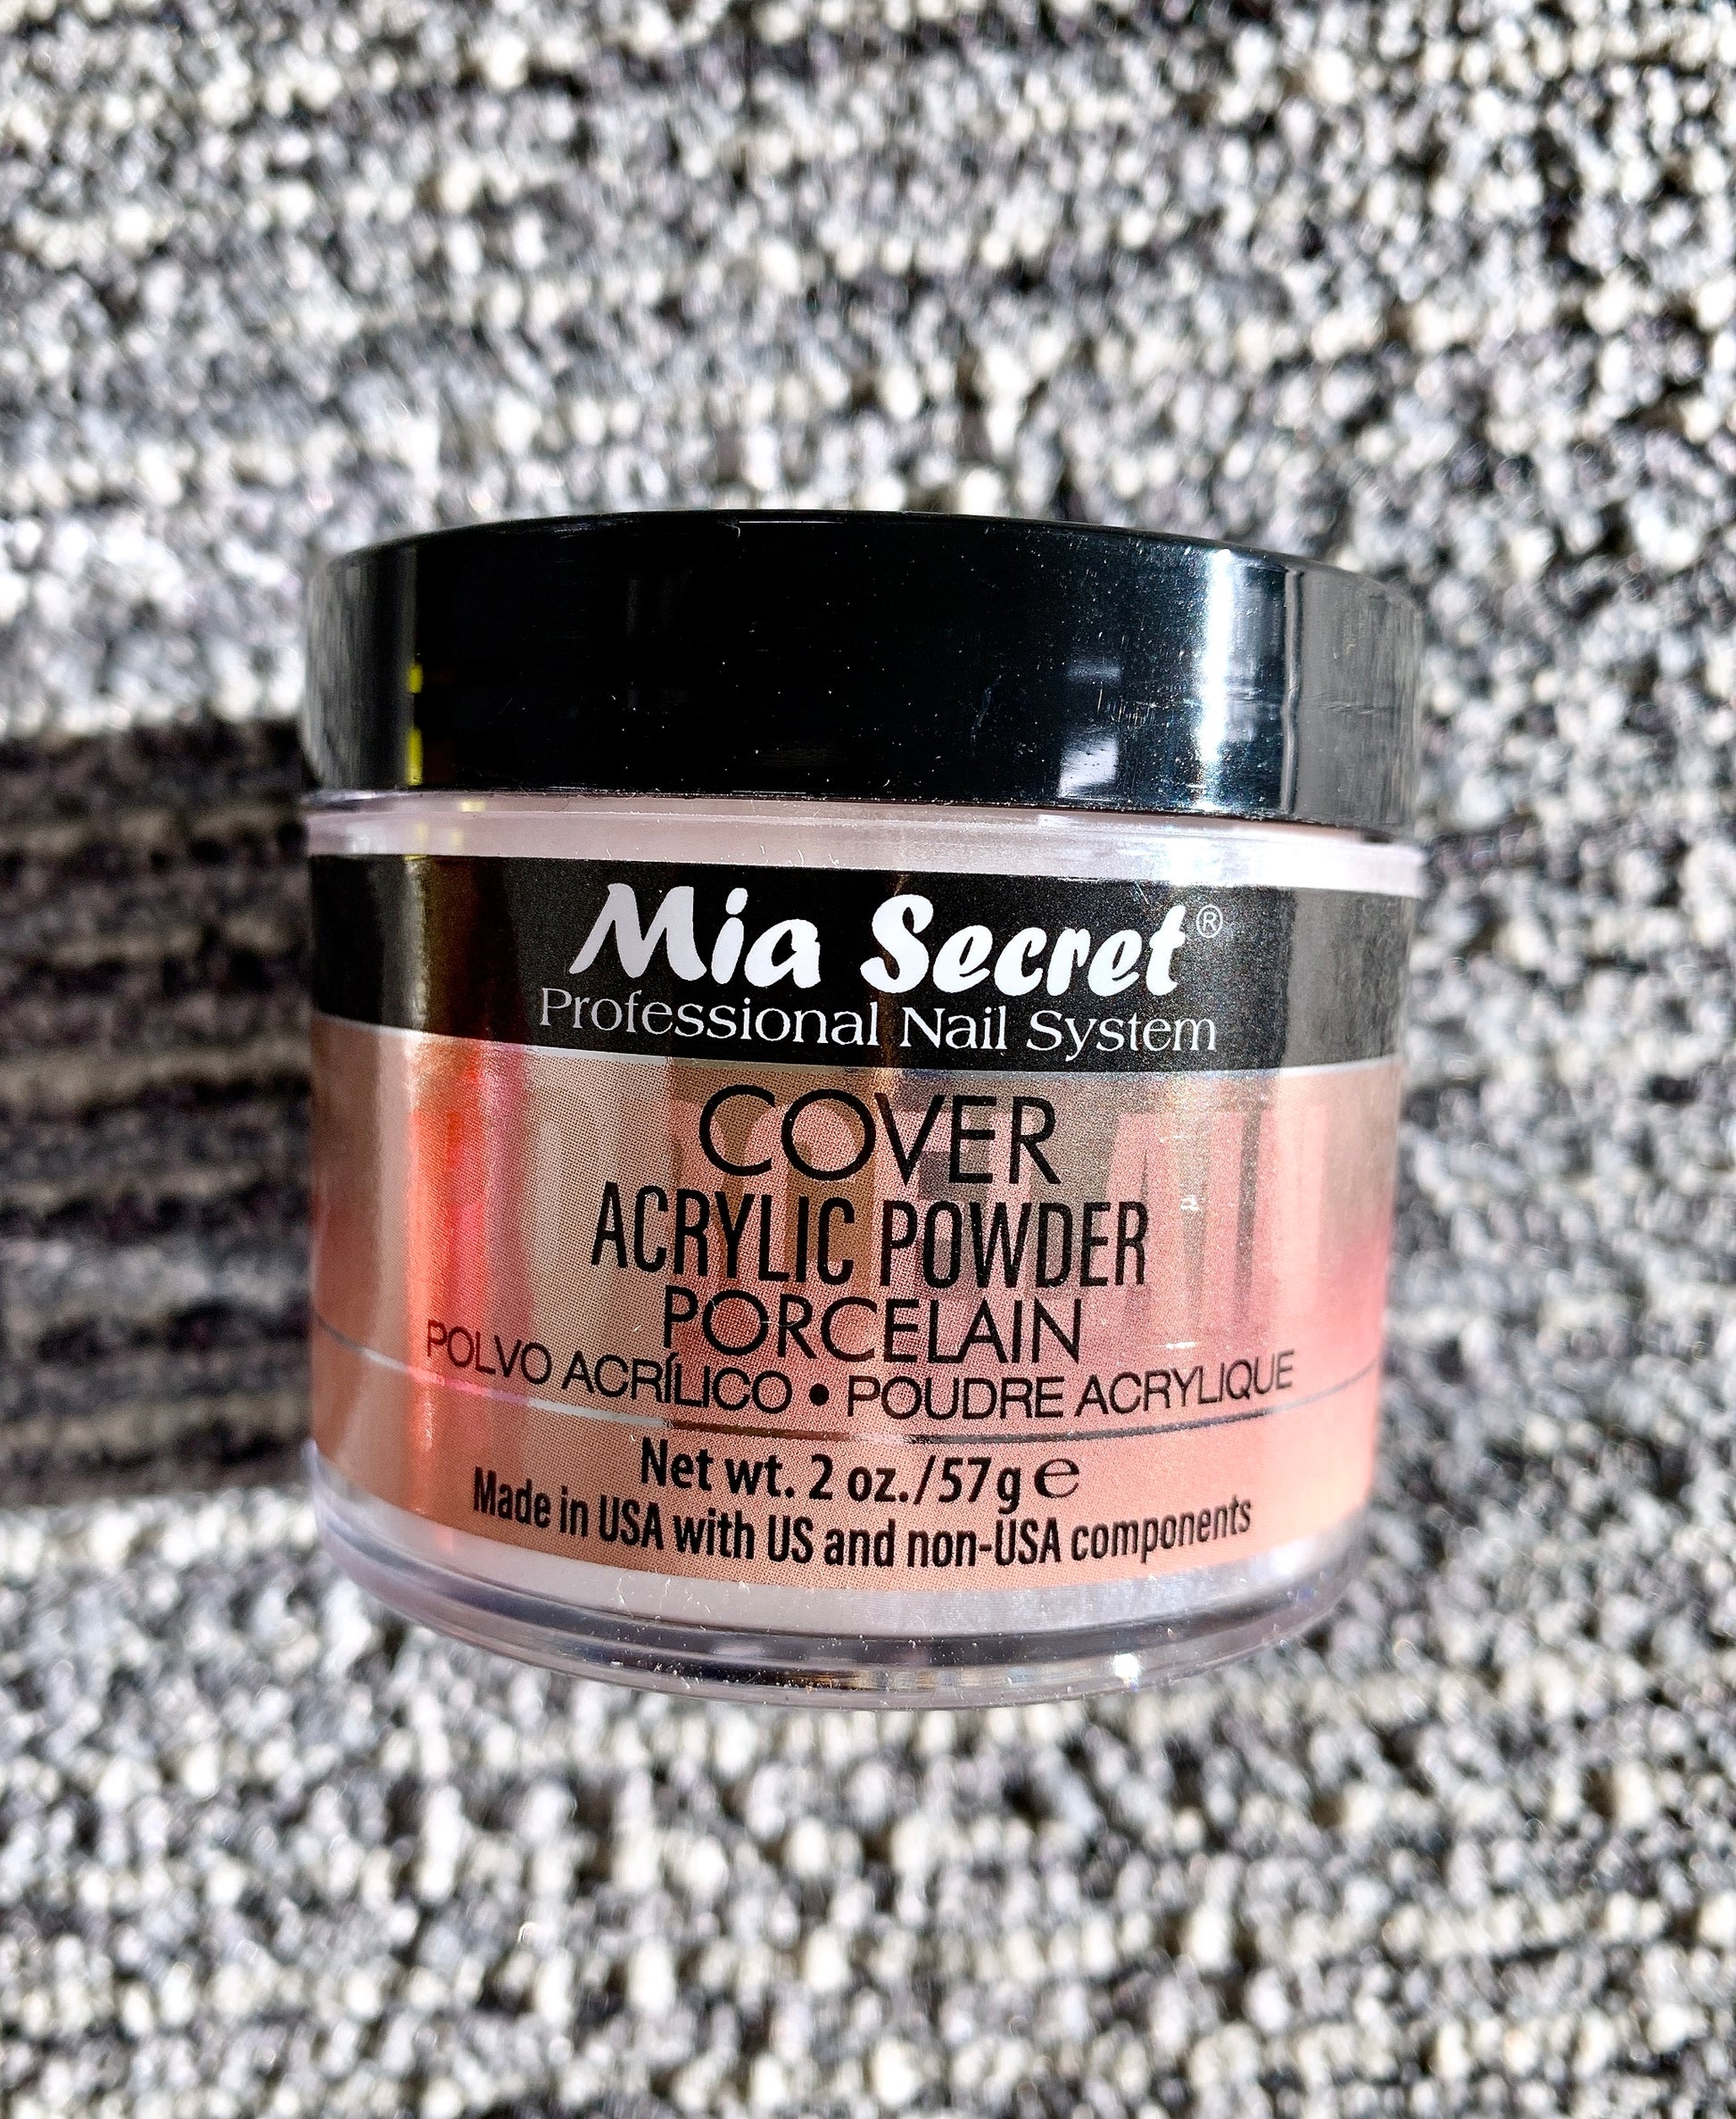 Mia Secret®
Professional Nail System
COVER
ACRYLIC POWDER
PORCELAIN
POLVO ACRÍLICO • POUDRE ACRYLIQUE
Net wt. 2 oz./57g ℮
Made in USA with US and non-USA components